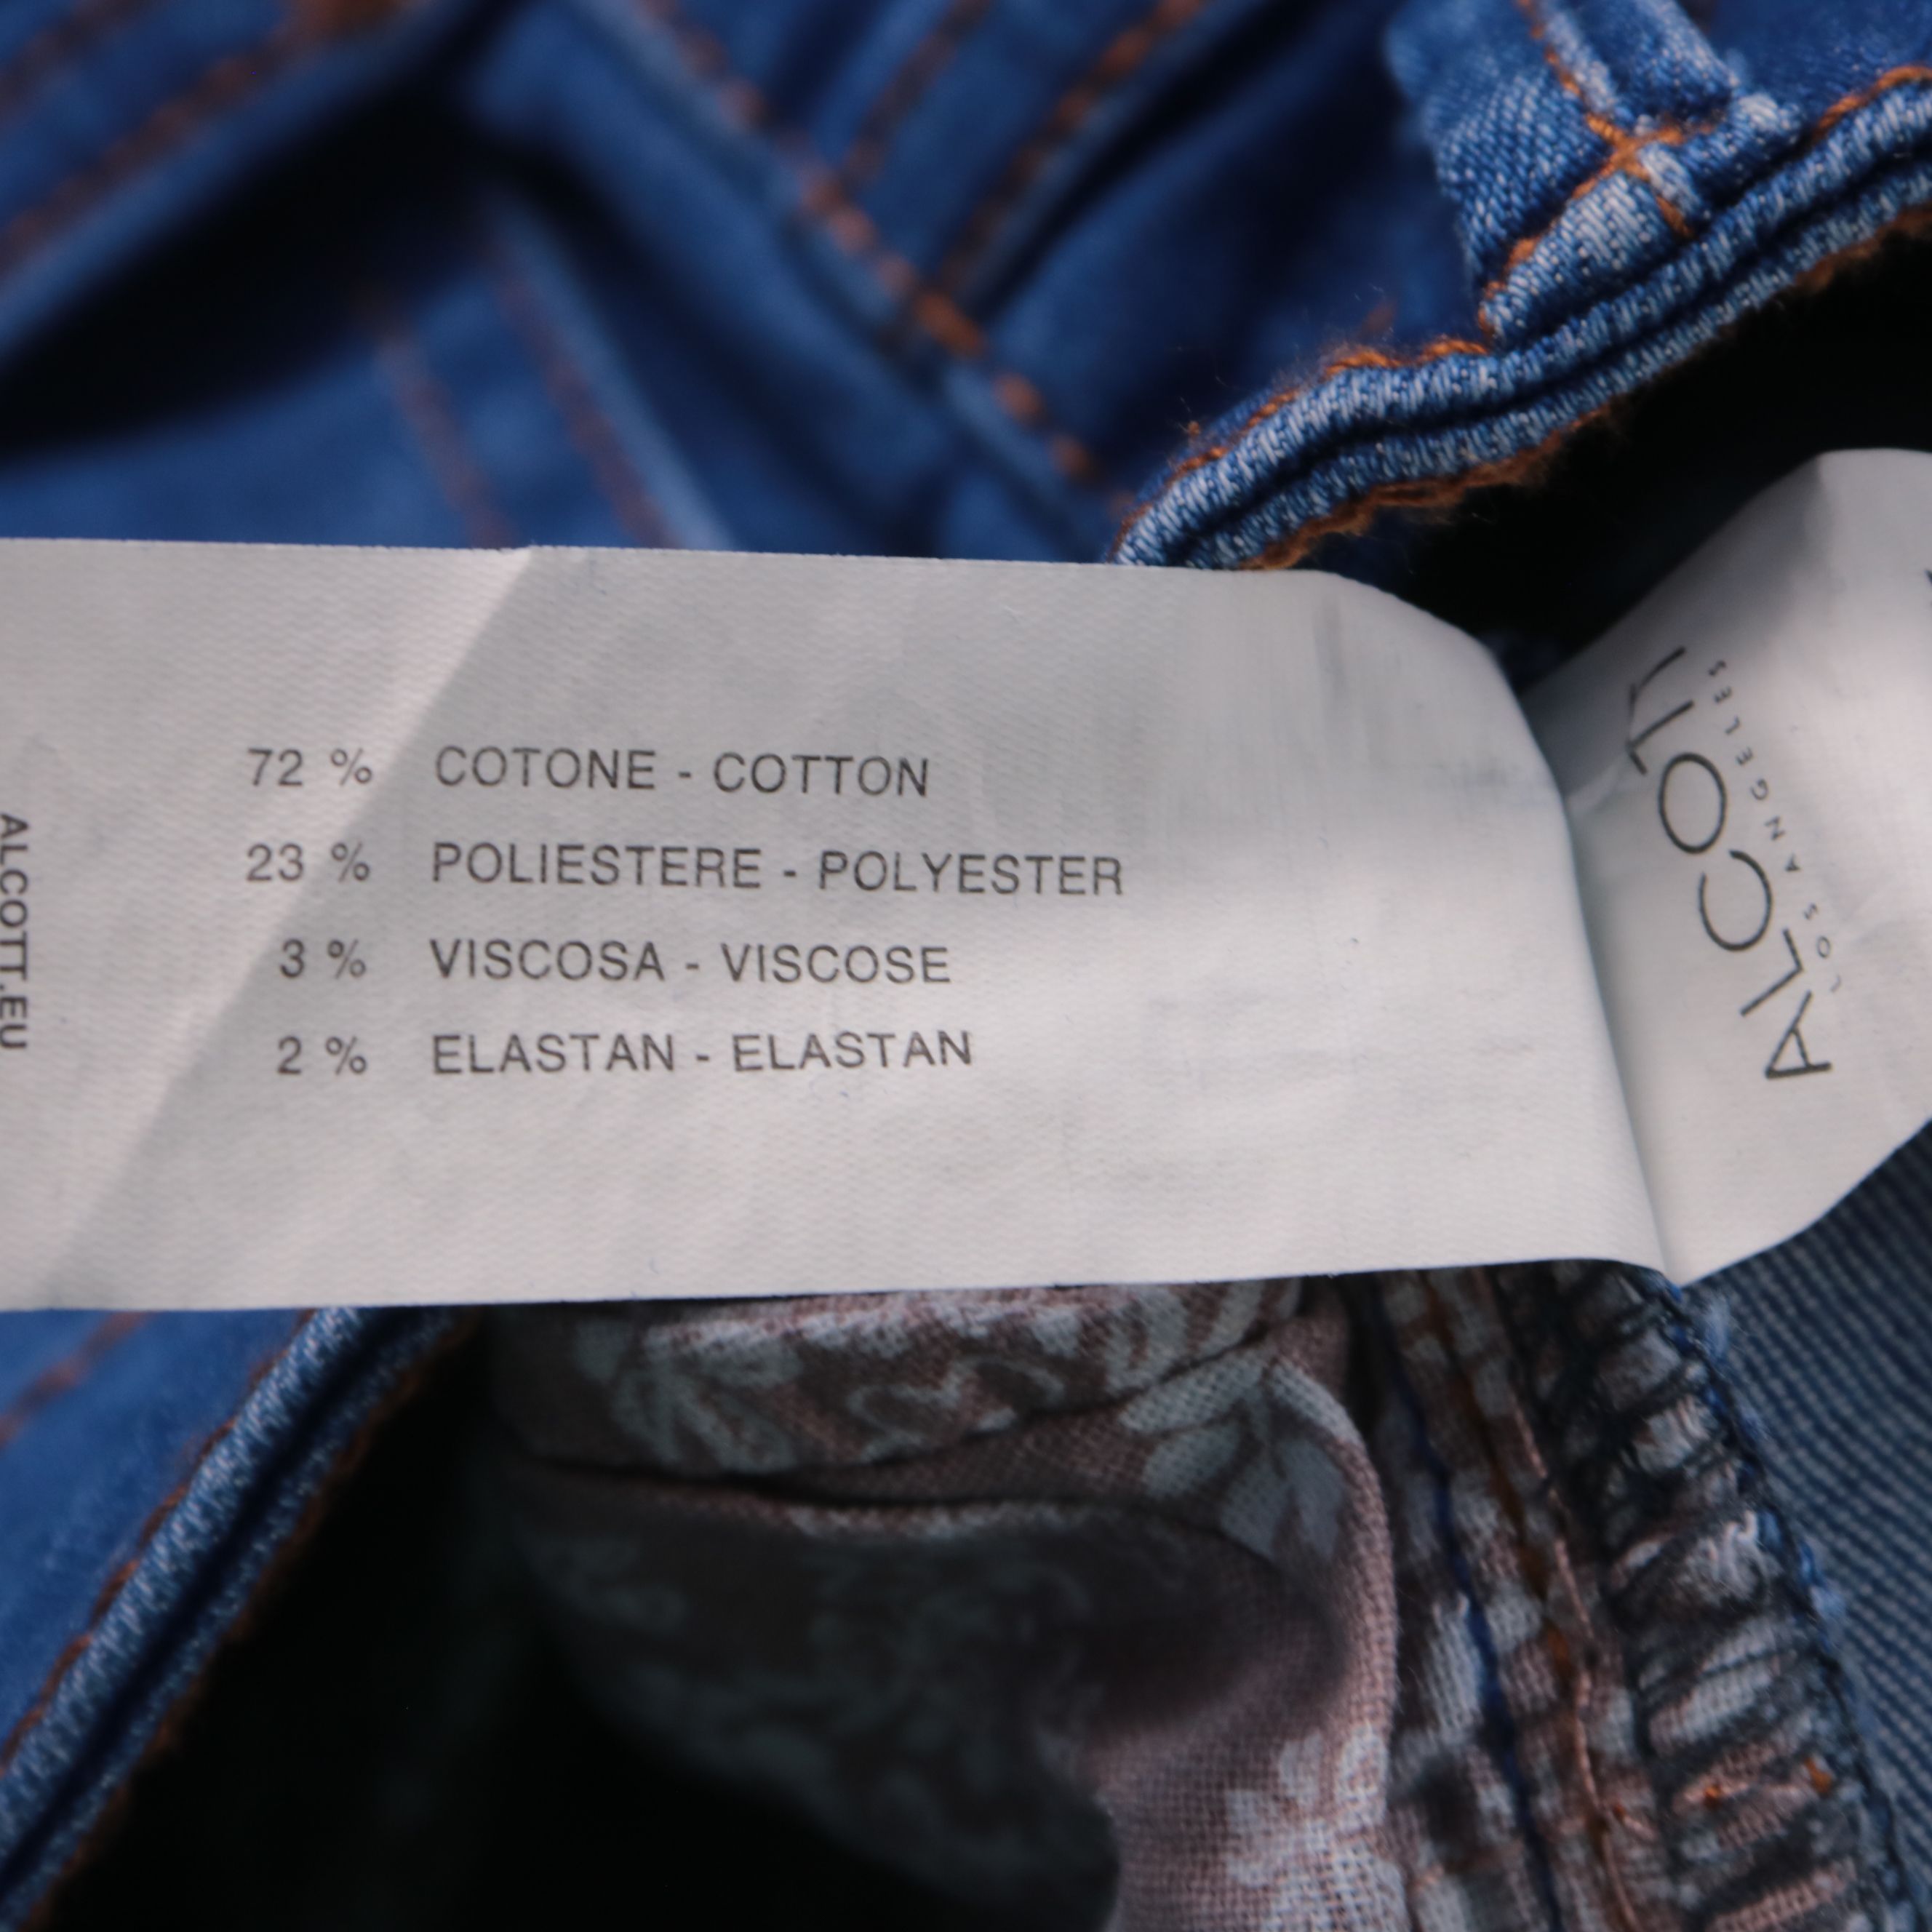 72 % COTONE - COTTON
23 % POLIESTERE - POLYESTER
3 % VISCOSA - VISCOSE
2 % ELASTAN - ELASTAN
ALCOTT.EU
ALCOTT
LOS ANGELES